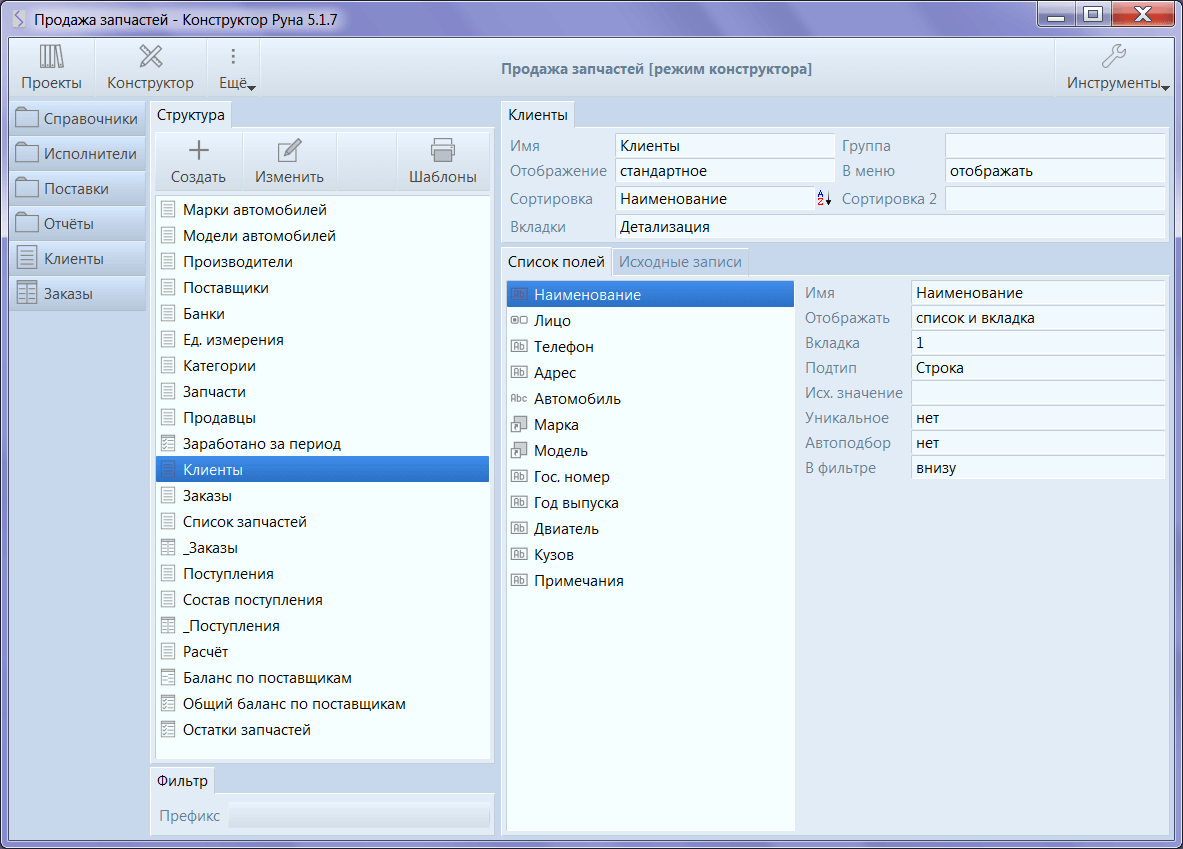 Продажа запчастей - Конструктор Руна 5.1.7
Проекты
Конструктор
Ещё
Продажа запчастей [режим конструктора]
Инструменты
Справочники
Исполнители
Поставки
Отчёты
Клиенты
Заказы
Структура
Создать
Изменить
Шаблоны
Марки автомобилей
Модели автомобилей
Производители
Поставщики
Банки
Ед. измерения
Категории
Запчасти
Продавцы
Заработано за период
Клиенты
Заказы
Список запчастей
_Заказы
Поступления
Состав поступления
_Поступления
Расчёт
Баланс по поставщикам
Общий баланс по поставщикам
Остатки запчастей
Фильтр
Префикс
Клиенты
Имя Клиенты Группа
Отображение стандартное В меню отображать
Сортировка Наименование Сортировка 2
Вкладки Детализация
Список полей Исходные записи
Наименование
Лицо
Телефон
Адрес
Автомобиль
Марка
Модель
Гос. номер
Год выпуска
Двиатель
Кузов
Примечания
Имя Наименование
Отображать список и вкладка
Вкладка 1
Подтип Строка
Исх. значение
Уникальное нет
Автоподбор нет
В фильтре внизу